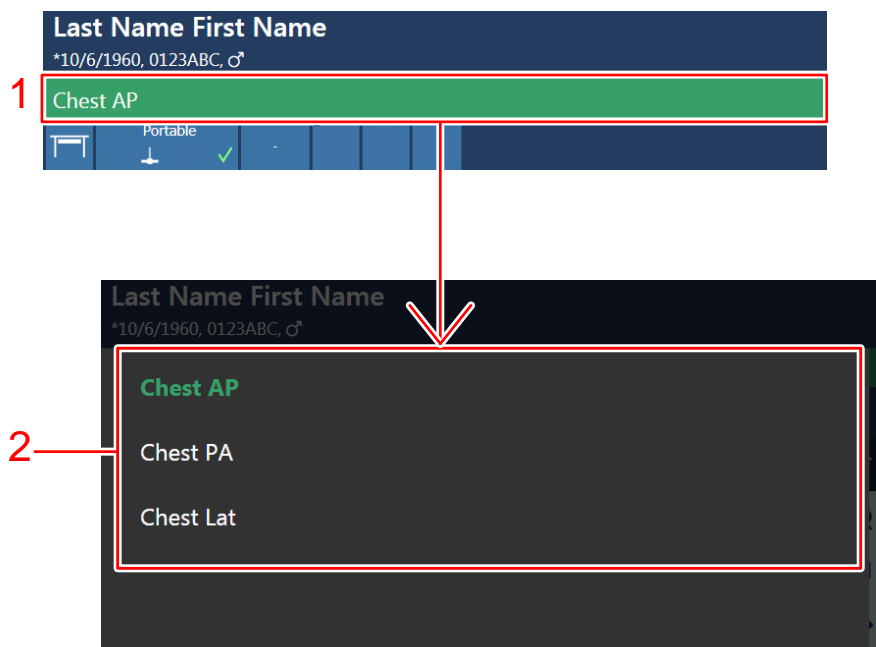 Last Name First Name
*10/6/1960, 0123ABC, ♂
1
Chest AP
Portable
-
Last Name First Name
*10/6/1960, 0123ABC, ♂
Chest AP
2
Chest PA
Chest Lat